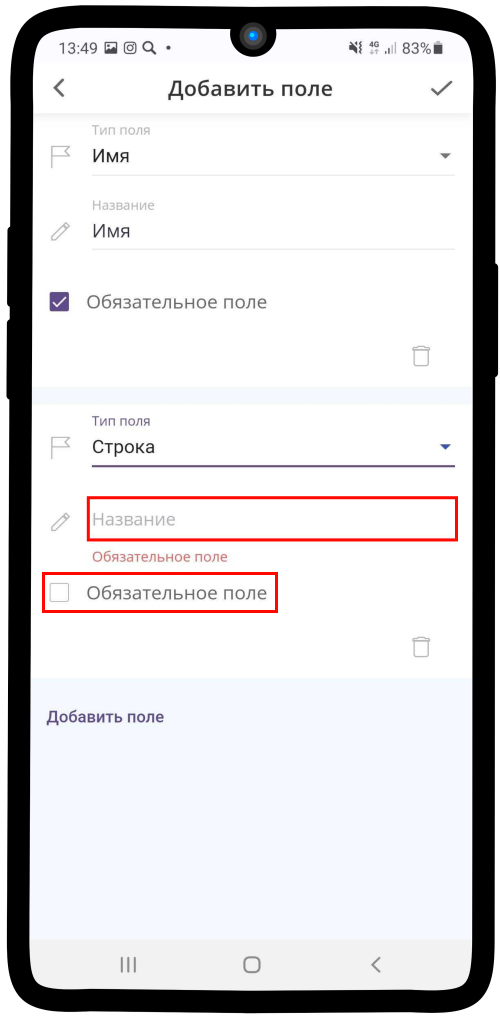 13:49 4G 83%
Добавить поле
Тип поля
Имя
Название
Имя
Обязательное поле
Тип поля
Строка
Название
Обязательное поле
Обязательное поле
Добавить поле